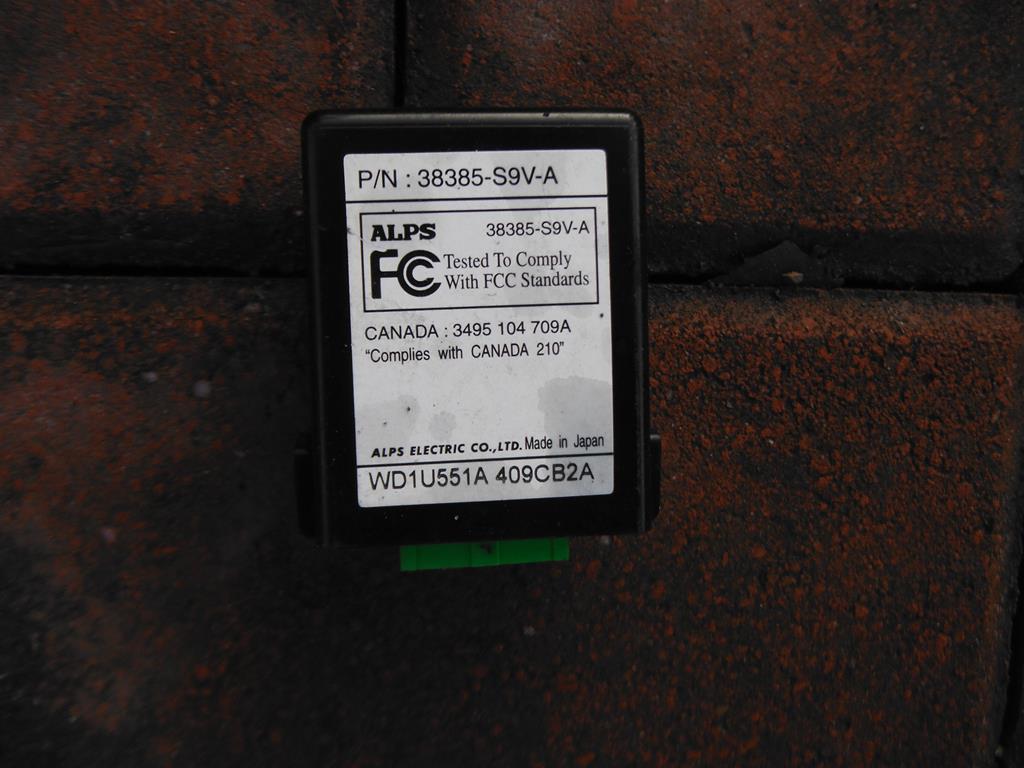 P/N : 38385-S9V-A
ALPS 38385-S9V-A
FC Tested To Comply
With FCC Standards
CANADA : 3495 104 709A
“Complies with CANADA 210”
ALPS ELECTRIC CO.,LTD. Made in Japan
WD1U551A 409CB2A